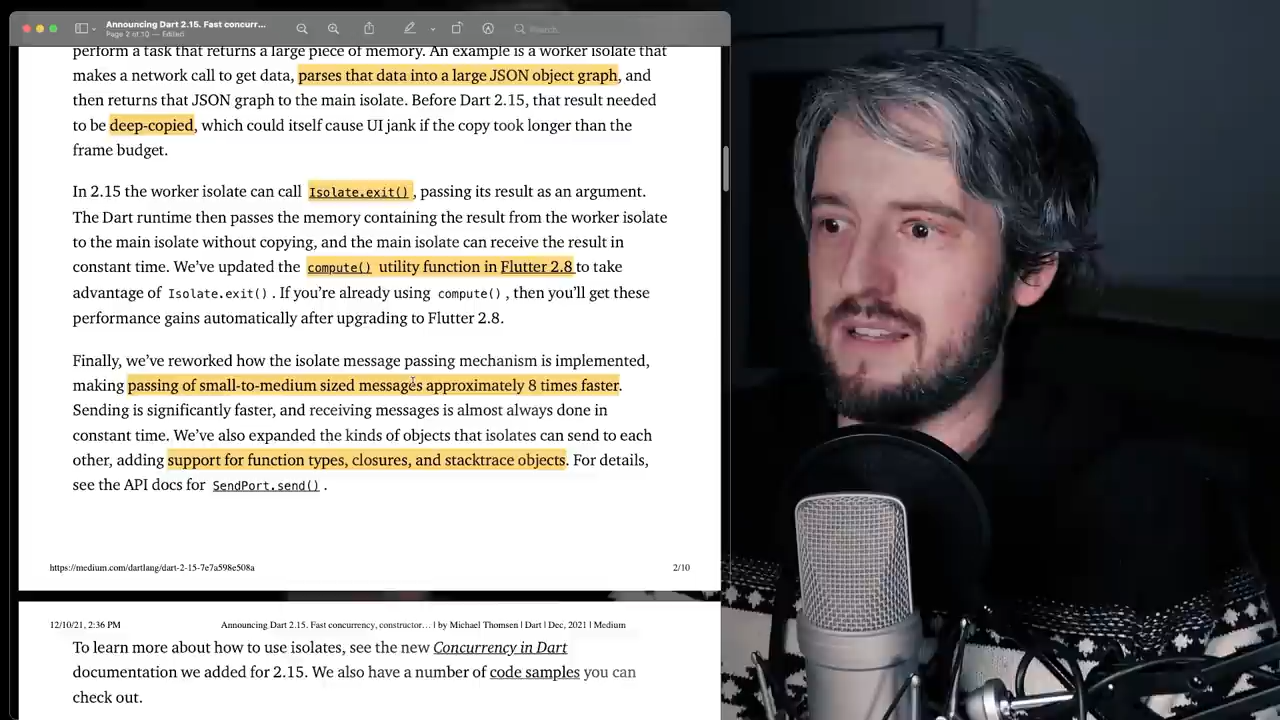 Announcing Dart 2.15. Fast concurr...
Page 2 of 10 — Edited
Search
perform a task that returns a large piece of memory. An example is a worker isolate that
makes a network call to get data, parses that data into a large JSON object graph, and
then returns that JSON graph to the main isolate. Before Dart 2.15, that result needed
to be deep-copied, which could itself cause UI jank if the copy took longer than the
frame budget.
In 2.15 the worker isolate can call Isolate.exit(), passing its result as an argument.
The Dart runtime then passes the memory containing the result from the worker isolate
to the main isolate without copying, and the main isolate can receive the result in
constant time. We’ve updated the compute() utility function in Flutter 2.8 to take
advantage of Isolate.exit(). If you’re already using compute(), then you’ll get these
performance gains automatically after upgrading to Flutter 2.8.
Finally, we’ve reworked how the isolate message passing mechanism is implemented,
making passing of small-to-medium sized messages approximately 8 times faster.
Sending is significantly faster, and receiving messages is almost always done in
constant time. We’ve also expanded the kinds of objects that isolates can send to each
other, adding support for function types, closures, and stacktrace objects. For details,
see the API docs for SendPort.send().
https://medium.com/dartlang/dart-2-15-7e7a598e508a 2/10
12/10/21, 2:36 PM Announcing Dart 2.15. Fast concurrency, constructor… | by Michael Thomsen | Dart | Dec, 2021 | Medium
To learn more about how to use isolates, see the new Concurrency in Dart
documentation we added for 2.15. We also have a number of code samples you can
check out.